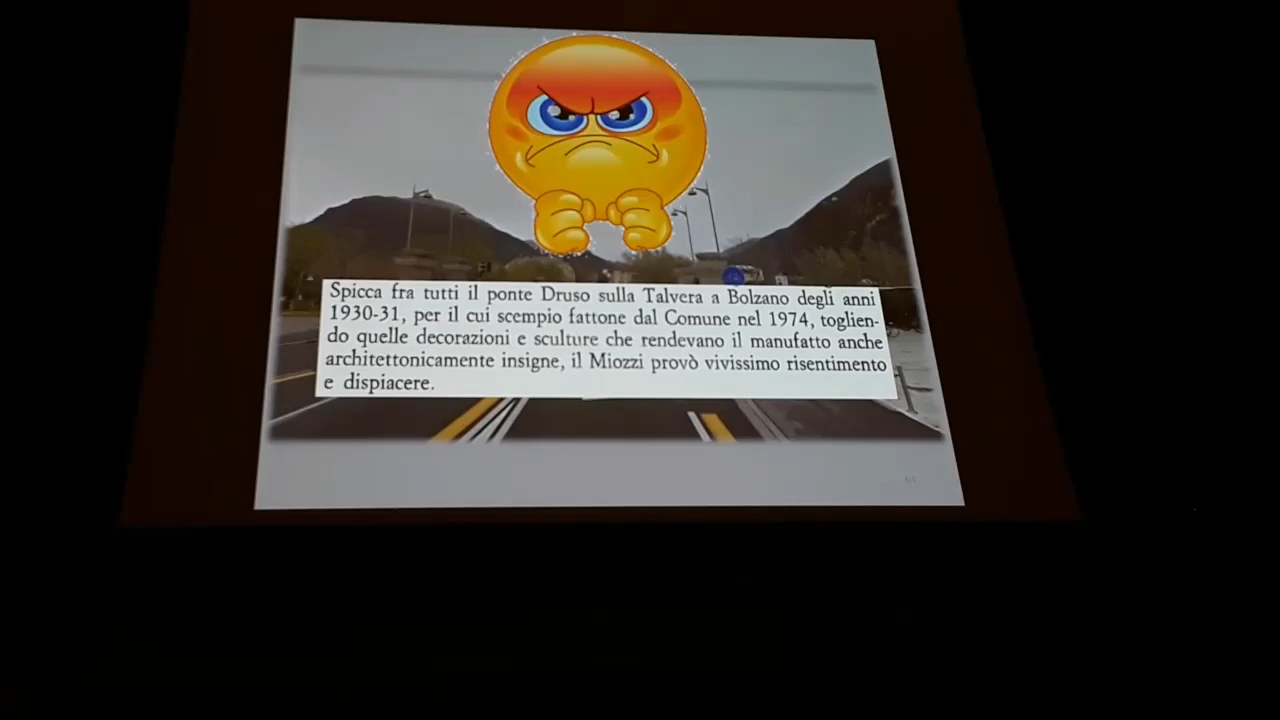 Spicca fra tutti il ponte Druso sulla Talvera a Bolzano degli anni
1930-31, per il cui scempio fattone dal Comune nel 1974, toglien-
do quelle decorazioni e sculture che rendevano il manufatto anche
architettonicamente insigne, il Miozzi provò vivissimo risentimento
e dispiacere.